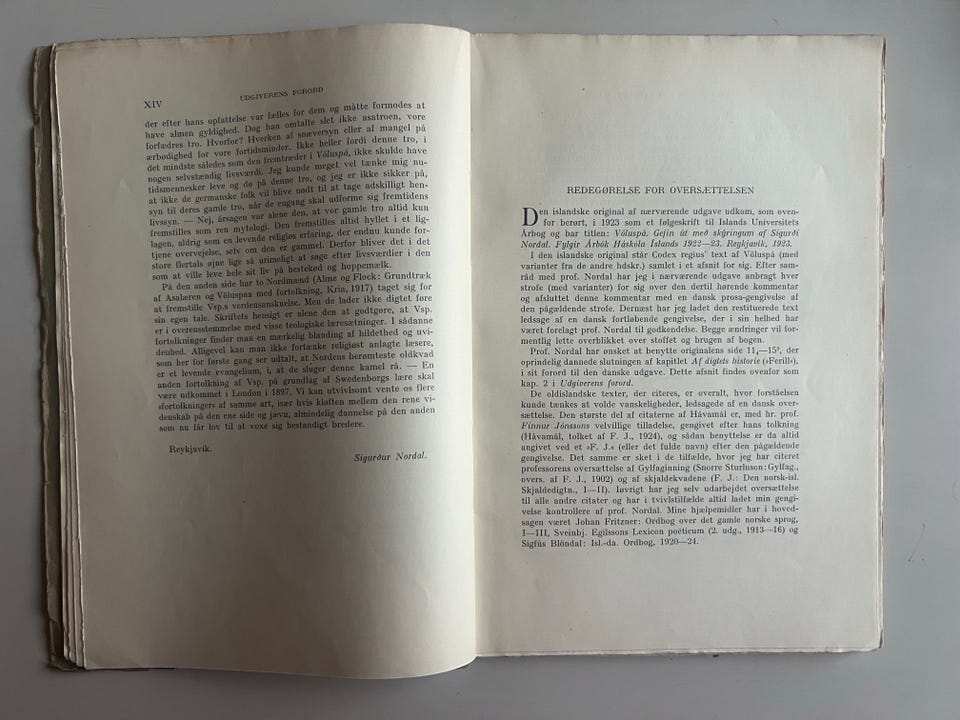 XIV
UDGIVERENS FORORD
der efter hans opfattelse var fælles for dem og måtte formodes at
have almen gyldighed. Dog han omtalte slet ikke asatroen, vore
forfædres tro. Hvorfor? Hverken af snæversyn eller af mangel på
ærbødighed for vore fortidsminder. Ikke heller fordi denne tro, i
det mindste således som den fremtræder i Völuspá, ikke skulde have
nogen selvstændig livsværdi. Jeg kunde meget vel tænke mig nu-
tidsmennesker leve og dø på denne tro, og jeg er ikke sikker på,
at ikke de germanske folk vil blive nødt til at tage adskilligt hen-
syn til deres gamle tro, når de engang skal udforme sig fremtidens
livssyn. — Nej, årsagen var alene den, at vor gamle tro altid kun
fremstilles som ren mytologi. Den fremstilles altid hyllet i et lig-
lagen, aldrig som en levende religiøs erfaring, der endnu kunde for-
tjene overvejelse, selv om den er gammel. Derfor bliver det i det
store flertals øjne lige så urimeligt at søge efter livsværdier i den
som at ville leve hele sit liv på hestekød og hoppemælk.
På den anden side har to Nordmænd (Alme og Flock: Grundtræk
af Asalæren og Völuspaa med fortolkning, Kria, 1917) taget sig for
at fremstille Vsp.s verdensanskuelse. Men de lader ikke digtet føre
sin egen tale. Skriftets hensigt er alene den at godtgøre, at Vsp.
er i overensstemmelse med visse teologiske læresætninger. I sådanne
fortolkninger finder man en mærkelig blanding af hildethed og uvi-
denhed. Alligevel kan man ikke fortænke religiøst anlagte læsere,
som her for første gang ser udtalt, at Nordens berømteste oldkvad
er et levende evangelium, i, at de sluger denne kamel rå. — En
anden fortolkning af Vsp. på grundlag af Swedenborgs lære skal
være udkommet i London i 1897. Vi kan utvivlsomt vente os flere
»fortolkninger« af samme art, især hvis kløften mellem den rene vi-
denskab på den ene side og jævn, almindelig dannelse på den anden
som nu får lov til at voxe sig bestandigt bredere.
Reykjavik.
Sigurður Nordal.
REDEGØRELSE FOR OVERSÆTTELSEN
Den islandske original af nærværende udgave udkom, som oven-
for berørt, i 1923 som et følgeskrift til Islands Universitets
Årbog og bar titlen: Völuspá. Gefin út með skýringum af Sigurði
Nordal. Fylgir Árbók Háskóla Íslands 1922—23. Reykjavík, 1923.
I den islandske original står Codex regius' text af Völuspá (med
varianter fra de andre hdskr.) samlet i et afsnit for sig. Efter sam-
råd med prof. Nordal har jeg i nærværende udgave anbragt hver
strofe (med varianter) for sig over den dertil hørende kommentar
og afsluttet denne kommentar med en dansk prosa-gengivelse af
den pågældende strofe. Dernæst har jeg ladet den restituerede text
ledsage af en dansk fortløbende gengivelse, der i sin helhed har
været forelagt prof. Nordal til godkendelse. Begge ændringer vil for-
mentlig lette overblikket over stoffet og brugen af bogen.
Prof. Nordal har ønsket at benytte originalens side 11₄—15⁸, der
oprindelig dannede slutningen af kapitlet Af digtets historie (»Ferill«),
i sit forord til den danske udgave. Dette afsnit findes ovenfor som
kap. 2 i Udgiverens forord.
De oldislandske texter, der citeres, er overalt, hvor forståelsen
kunde tænkes at volde vanskeligheder, ledsagede af en dansk over-
sættelse. Den største del af citaterne af Hávamál er, med hr. prof.
Finnur Jónssons velvillige tilladelse, gengivet efter hans tolkning
(Hávamál, tolket af F. J., 1924), og sådan benyttelse er da altid
angivet ved et »F. J.« (eller det fulde navn) efter den pågældende
gengivelse. Det samme er sket i de tilfælde, hvor jeg har citeret
professorens oversættelse af Gylfaginning (Snorre Sturluson: Gylfag.,
overs. af F. J., 1902) og af skjaldekvadene (F. J.: Den norsk-isl.
Skjaldedigtn., I—II). Iøvrigt har jeg selv udarbejdet oversættelse
til alle andre citater og har i tvivlstilfælde altid ladet min gengi-
velse kontrollere af prof. Nordal. Mine hjælpemidler har i hoved-
sagen været Johan Fritzner: Ordbog over det gamle norske sprog,
I—III, Sveinbj. Egilssons Lexicon poëticum (2. udg., 1913—16) og
Sigfús Blöndal: Isl.-da. Ordbog, 1920—24.